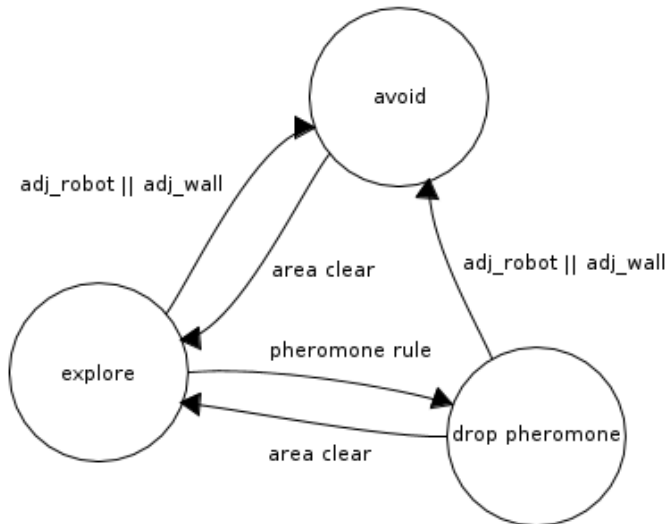 avoid
adj_robot || adj_wall
adj_robot || adj_wall
area clear
pheromone rule
explore
drop pheromone
area clear